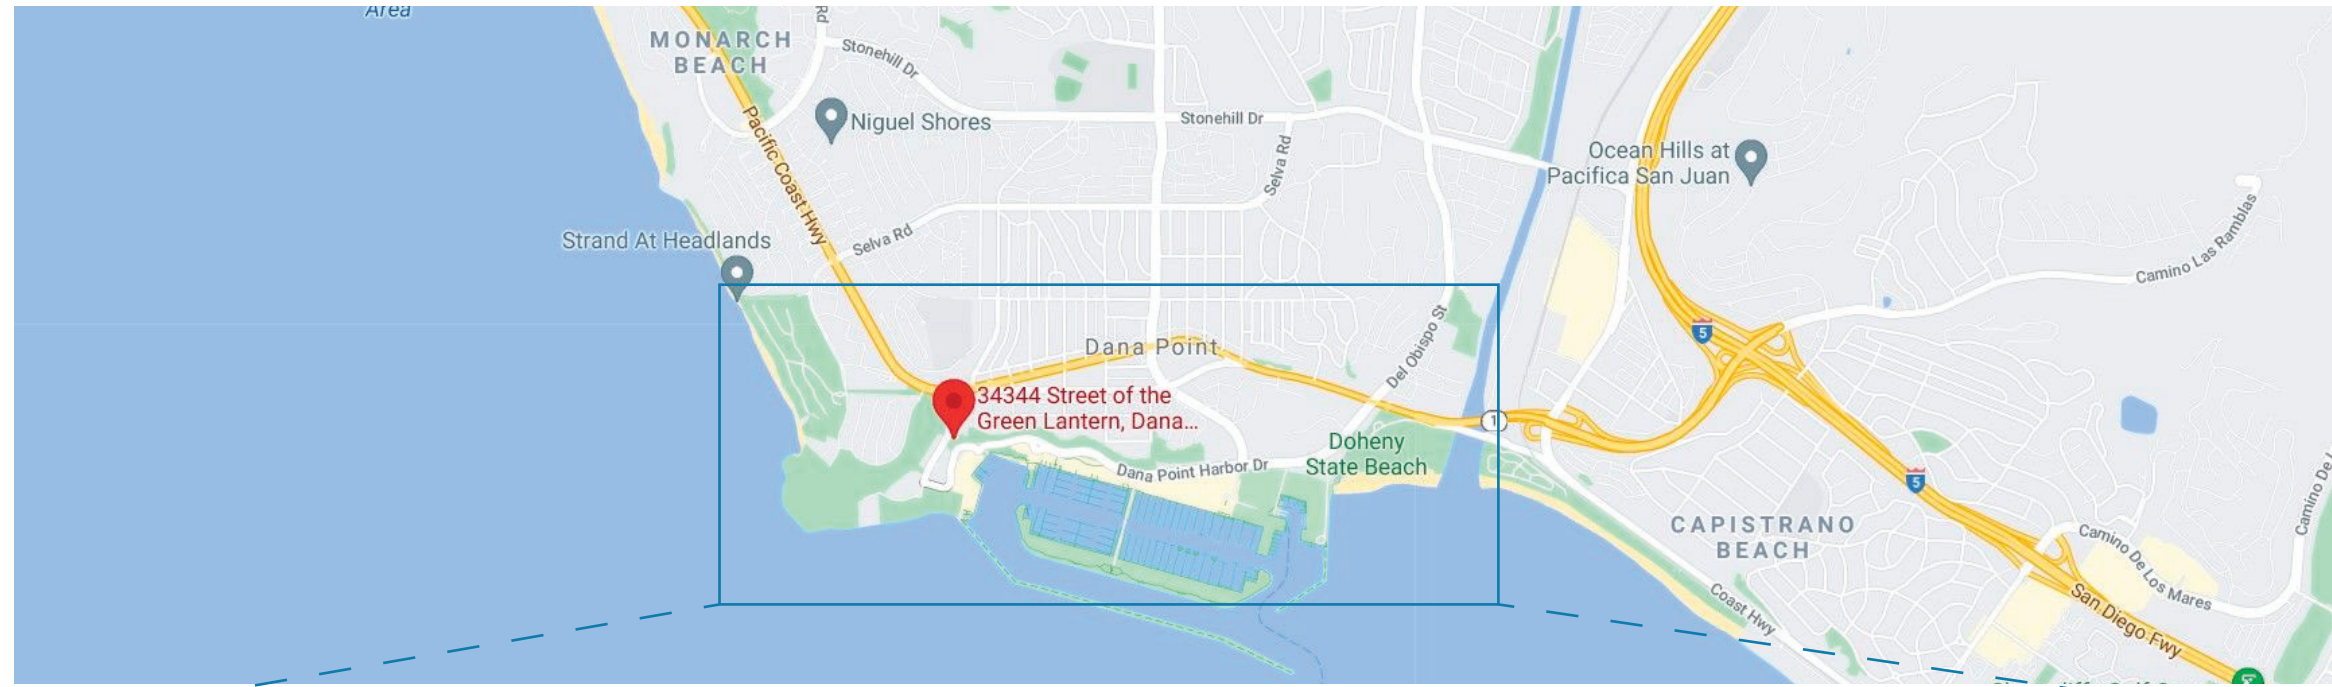 Area
Rd
MONARCH
BEACH
Stonehill Dr
Niguel Shores
Pacific Coast Hwy
Stonehill Dr
Selva Rd
Ocean Hills at
Pacifica San Juan
Strand At Headlands
Selva Rd
Camino Las Ramblas
5
Dana Point
Del Obispo St
34344 Street of the
Green Lantern, Dana...
1
Doheny
State Beach
Dana Point Harbor Dr
5
CAPISTRANO
BEACH
Camino De Los Mares
Coast Hwy
San Diego Fwy
Camino De